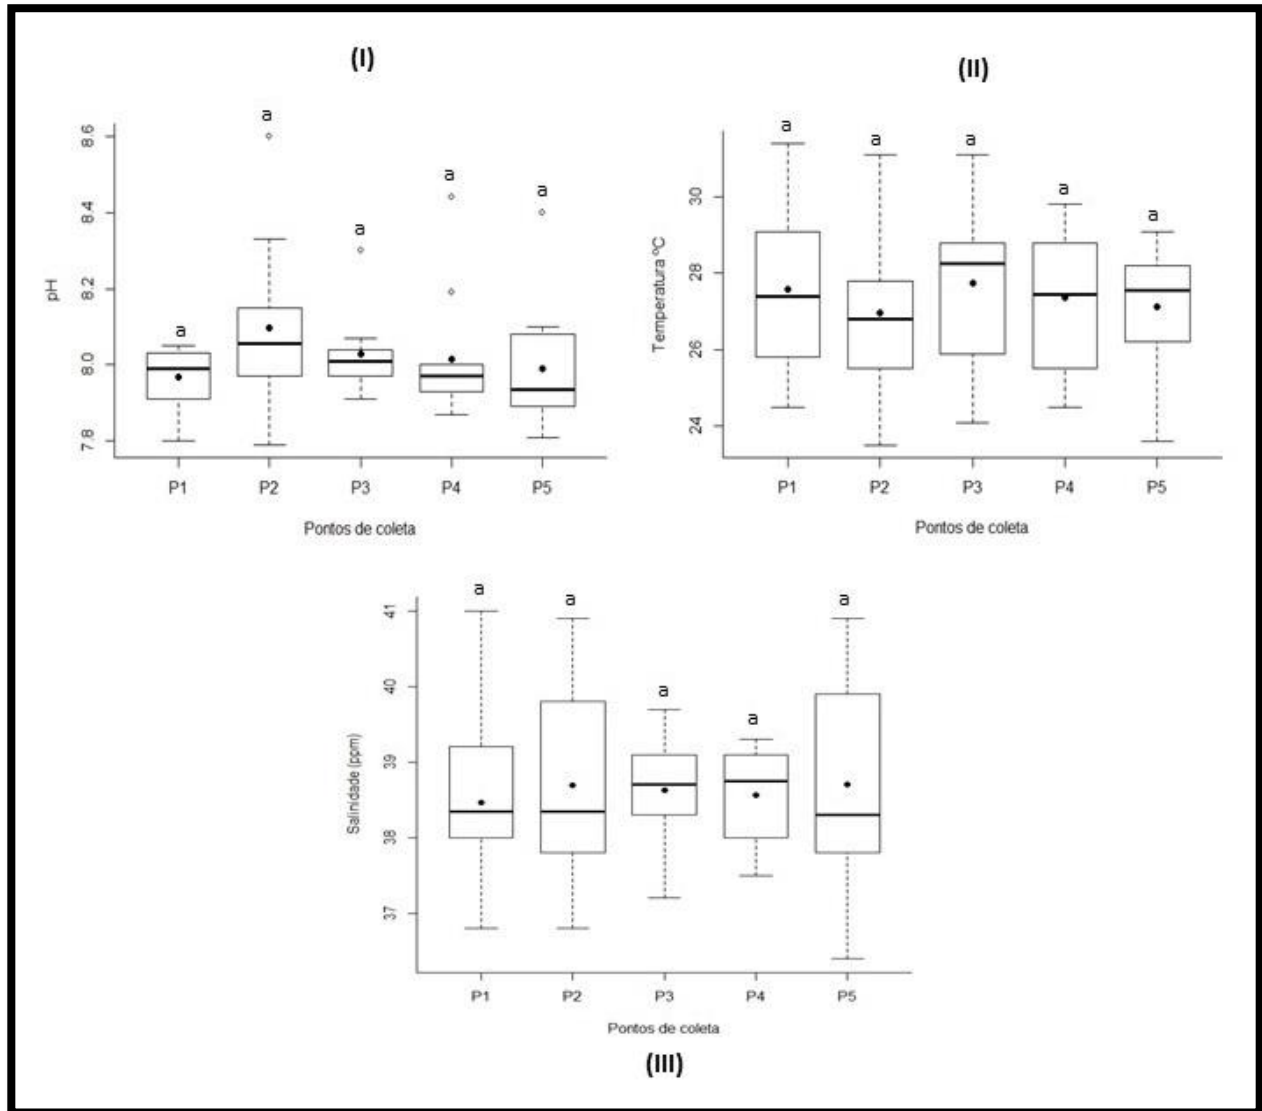 (I)
a
a
a
a
a
pH
8.6
8.4
8.2
8.0
7.8
P1 P2 P3 P4 P5
Pontos de coleta
(II)
a
a
a
a
a
Temperatura ºC
30
28
26
24
P1 P2 P3 P4 P5
Pontos de coleta
a
a
a
a
a
Salinidade (ppm)
41
40
39
38
37
P1 P2 P3 P4 P5
Pontos de coleta
(III)